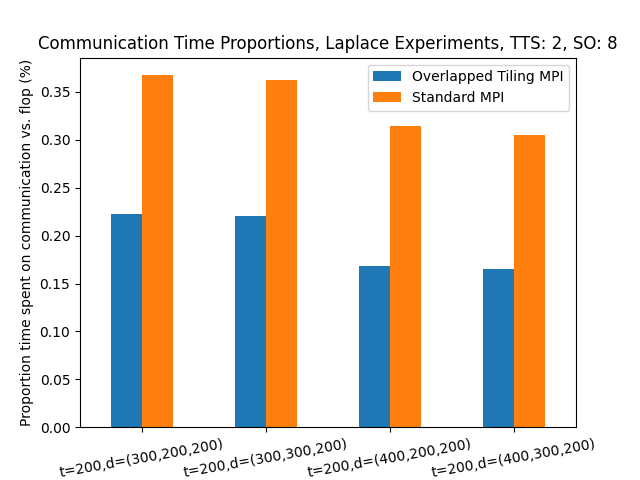 Communication Time Proportions, Laplace Experiments, TTS: 2, SO: 8
Overlapped Tiling MPI
Standard MPI
Proportion time spent on communication vs. flop (%)
0.35
0.30
0.25
0.20
0.15
0.10
0.05
0.00
t=200,d=(300,200,200)
t=200,d=(300,300,200)
t=200,d=(400,200,200)
t=200,d=(400,300,200)